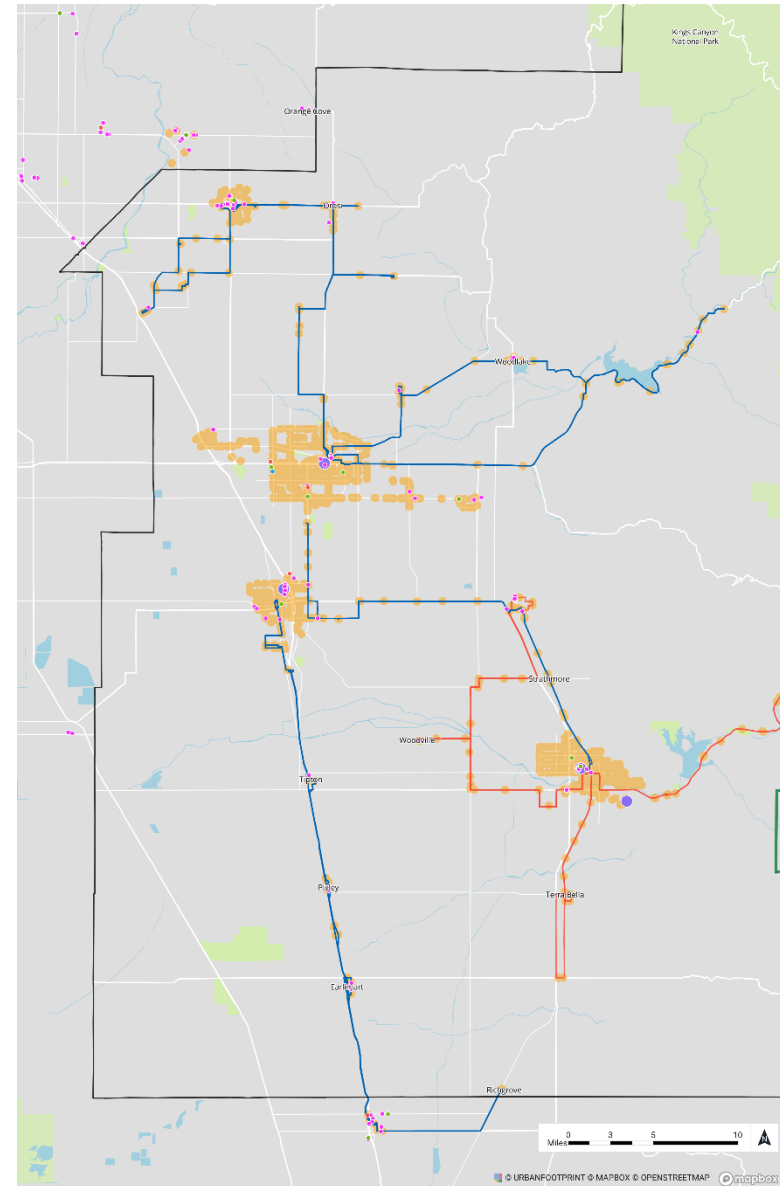 Kings Canyon
National Park
Orange Cove
Orosi
Woodlake
Strathmore
Woodville
Tipton
Pixley
Terra Bella
Earlimart
Richgrove
Miles 0 3 5 10
© URBANFOOTPRINT © MAPBOX © OPENSTREETMAP
mapbox